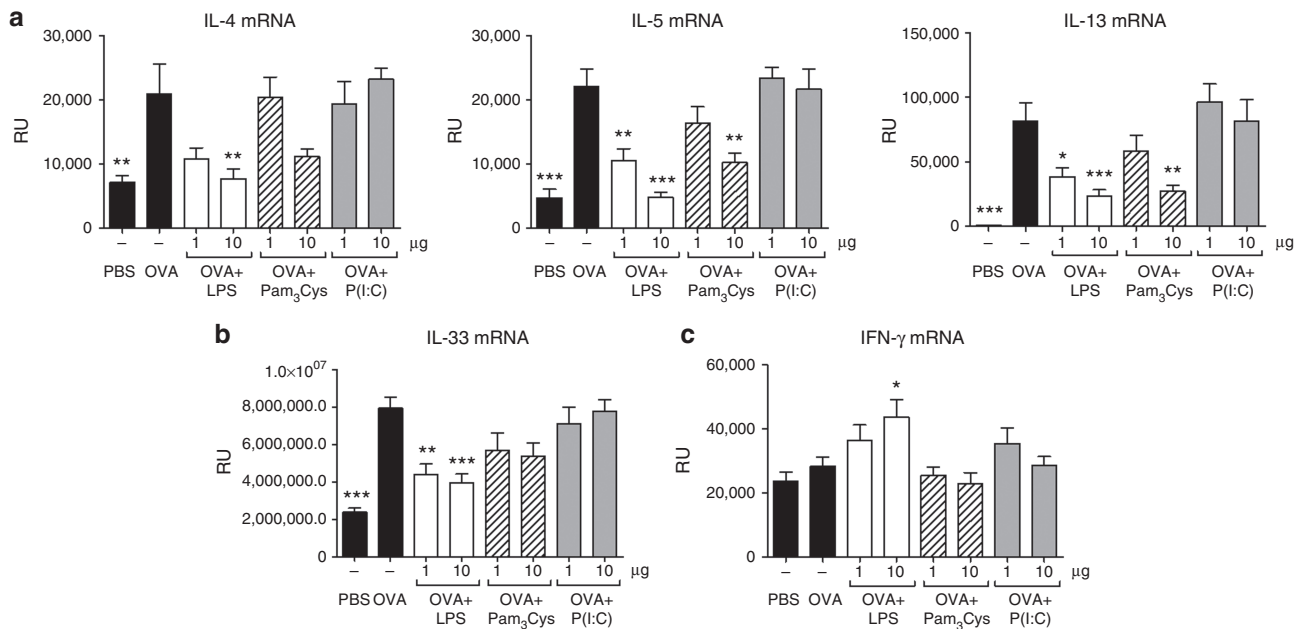 a
IL-4 mRNA
30,000
20,000
10,000
0
RU
**
**
– – 1 10 1 10 1 10
PBS OVA OVA+ OVA+ OVA+
LPS Pam₃Cys P(I:C)
IL-5 mRNA
30,000
20,000
10,000
0
RU
***
**
***
**
– – 1 10 1 10 1 10
PBS OVA OVA+ OVA+ OVA+
LPS Pam₃Cys P(I:C)
μg
IL-13 mRNA
150,000
100,000
50,000
0
RU
***
*
***
**
– – 1 10 1 10 1 10 μg
PBS OVA OVA+ OVA+ OVA+
LPS Pam₃Cys P(I:C)
μg
b
IL-33 mRNA
1.0×10⁰⁷
8,000,000.0
6,000,000.0
4,000,000.0
2,000,000.0
0
RU
***
**
***
– – 1 10 1 10 1 10 μg
PBS OVA OVA+ OVA+ OVA+
LPS Pam₃Cys P(I:C)
c
IFN-γ mRNA
60,000
40,000
20,000
0
RU
*
– – 1 10 1 10 1 10 μg
PBS OVA OVA+ OVA+ OVA+
LPS Pam₃Cys P(I:C)